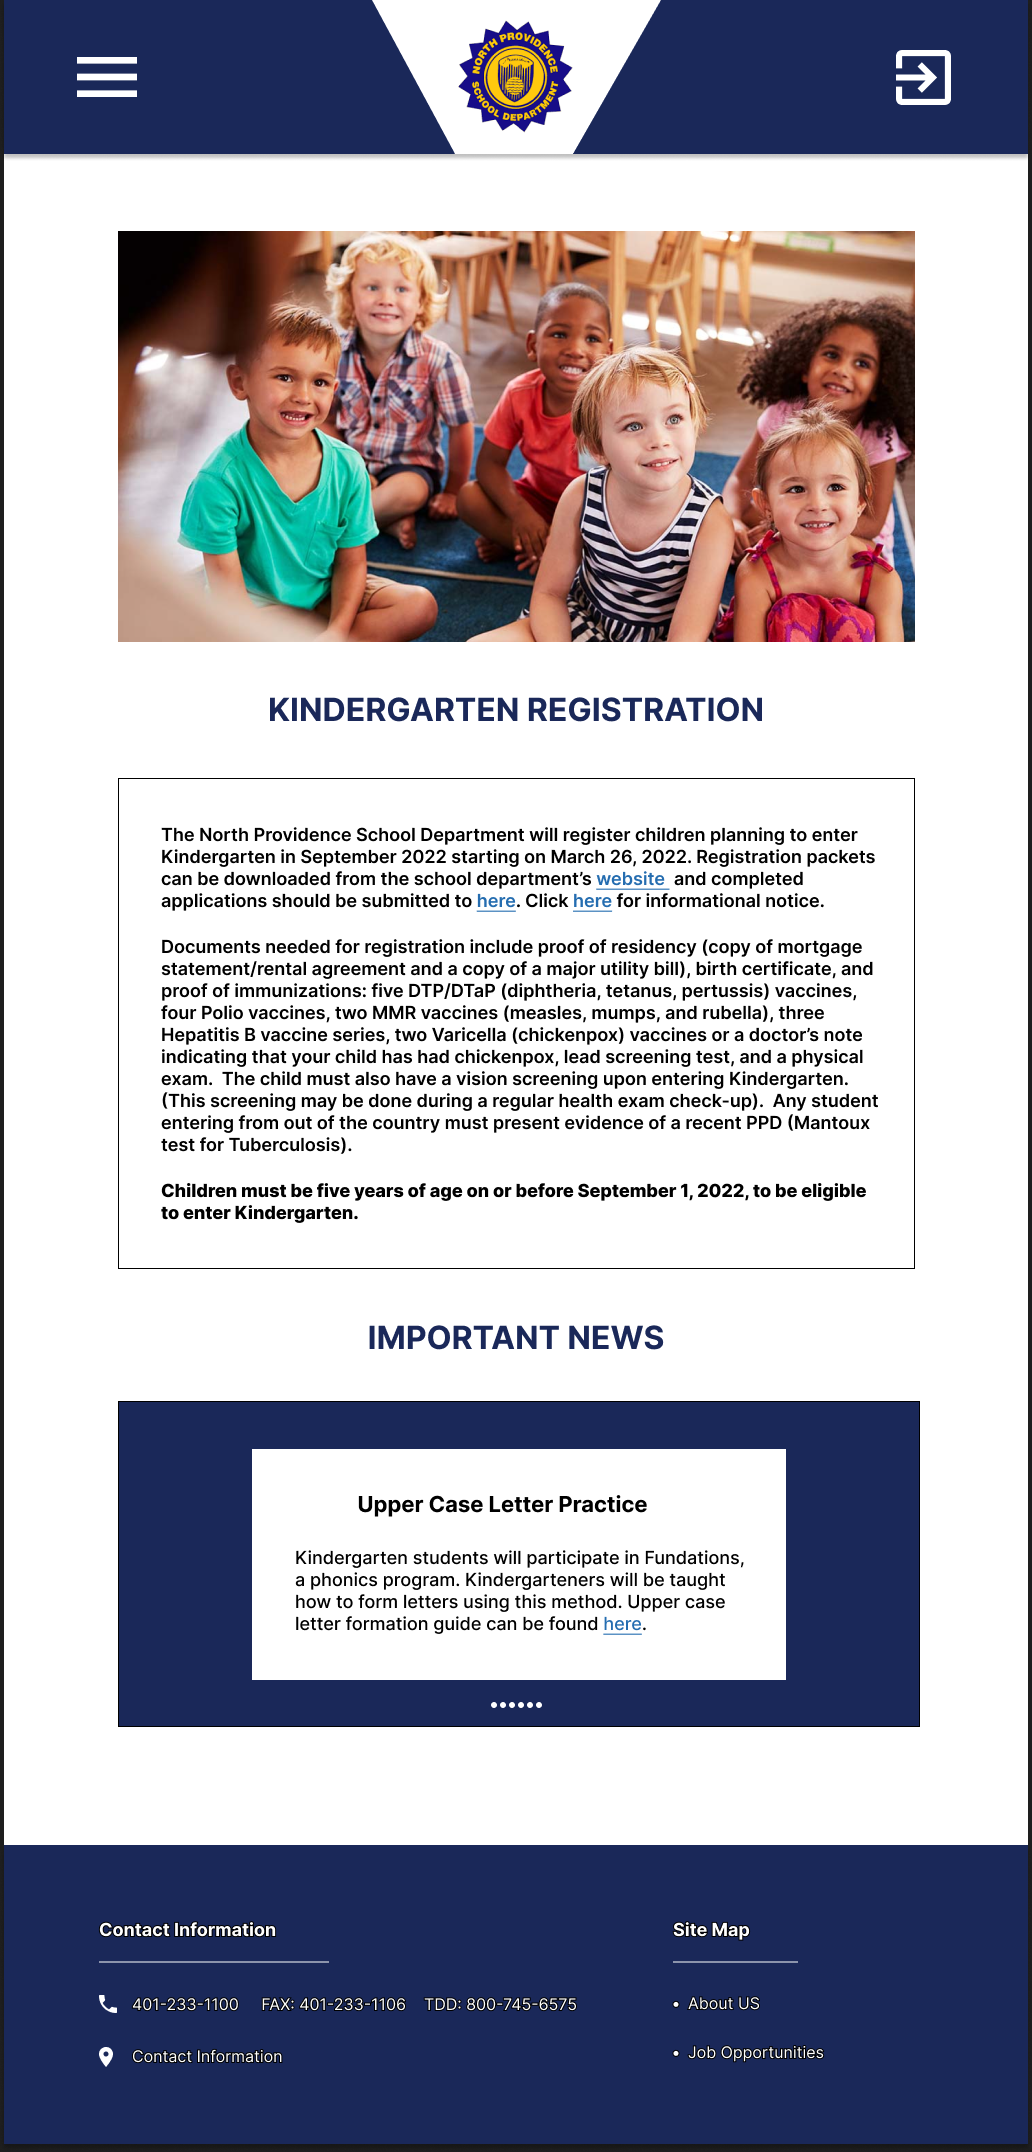 NORTH PROVIDENCE
SCHOOL DEPARTMENT
KINDERGARTEN REGISTRATION
The North Providence School Department will register children planning to enter
Kindergarten in September 2022 starting on March 26, 2022. Registration packets
can be downloaded from the school department’s website  and completed
applications should be submitted to here. Click here for informational notice.
Documents needed for registration include proof of residency (copy of mortgage
statement/rental agreement and a copy of a major utility bill), birth certificate, and
proof of immunizations: five DTP/DTaP (diphtheria, tetanus, pertussis) vaccines,
four Polio vaccines, two MMR vaccines (measles, mumps, and rubella), three
Hepatitis B vaccine series, two Varicella (chickenpox) vaccines or a doctor’s note
indicating that your child has had chickenpox, lead screening test, and a physical
exam.  The child must also have a vision screening upon entering Kindergarten.
(This screening may be done during a regular health exam check-up).  Any student
entering from out of the country must present evidence of a recent PPD (Mantoux
test for Tuberculosis).
Children must be five years of age on or before September 1, 2022, to be eligible
to enter Kindergarten.
IMPORTANT NEWS
Upper Case Letter Practice
Kindergarten students will participate in Fundations,
a phonics program. Kindergarteners will be taught
how to form letters using this method. Upper case
letter formation guide can be found here.
Contact Information
401-233-1100 FAX: 401-233-1106 TDD: 800-745-6575
Contact Information
Site Map
• About US
• Job Opportunities